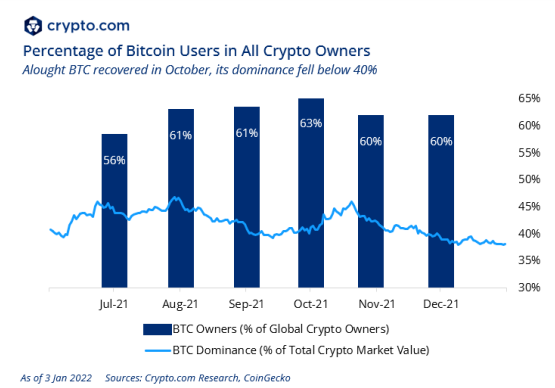 crypto.com
Percentage of Bitcoin Users in All Crypto Owners
Alought BTC recovered in October, its dominance fell below 40%
65%
60%
55%
50%
45%
40%
35%
30%
56%
61%
61%
63%
60%
60%
Jul-21
Aug-21
Sep-21
Oct-21
Nov-21
Dec-21
BTC Owners (% of Global Crypto Owners)
BTC Dominance (% of Total Crypto Market Value)
As of 3 Jan 2022 Sources: Crypto.com Research, CoinGecko